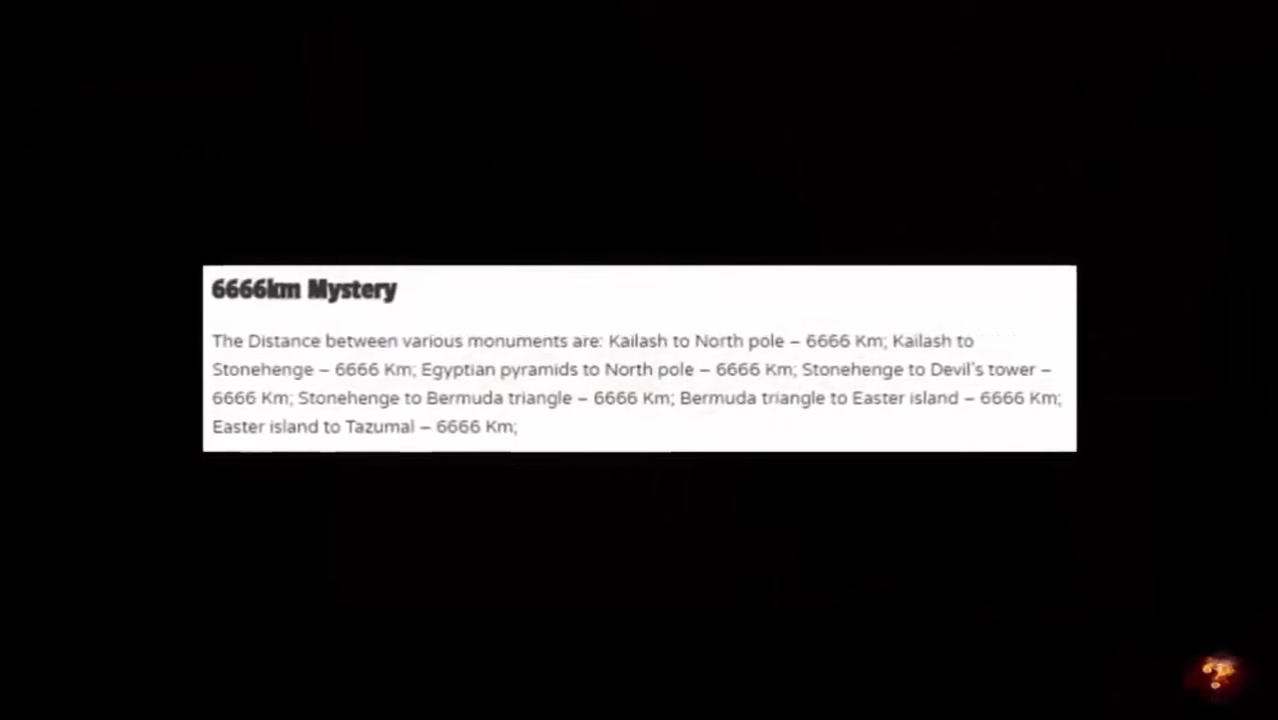 6666km Mystery
The Distance between various monuments are: Kailash to North pole – 6666 Km; Kailash to
Stonehenge – 6666 Km; Egyptian pyramids to North pole – 6666 Km; Stonehenge to Devil's tower –
6666 Km; Stonehenge to Bermuda triangle – 6666 Km; Bermuda triangle to Easter island – 6666 Km;
Easter island to Tazumal – 6666 Km;